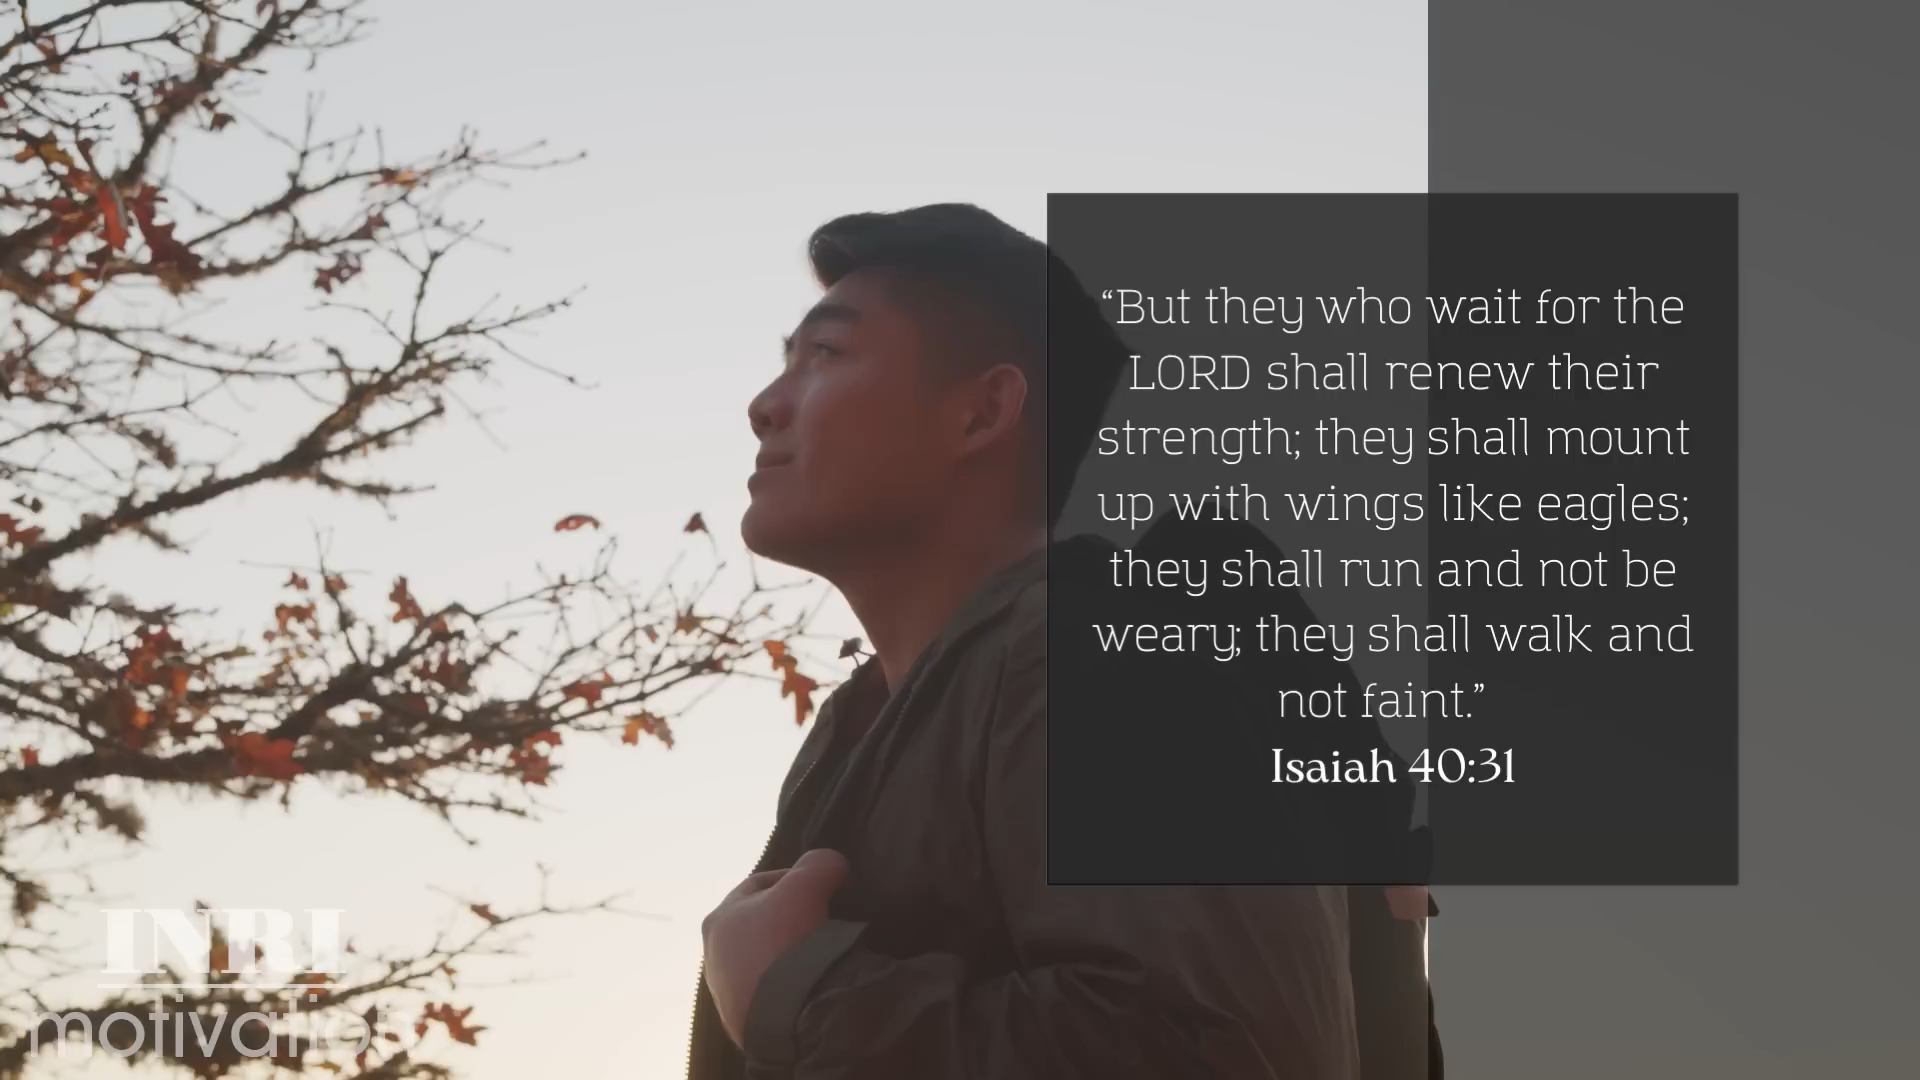 “But they who wait for the
LORD shall renew their
strength; they shall mount
up with wings like eagles;
they shall run and not be
weary; they shall walk and
not faint.”
Isaiah 40:31
INRI
motivation